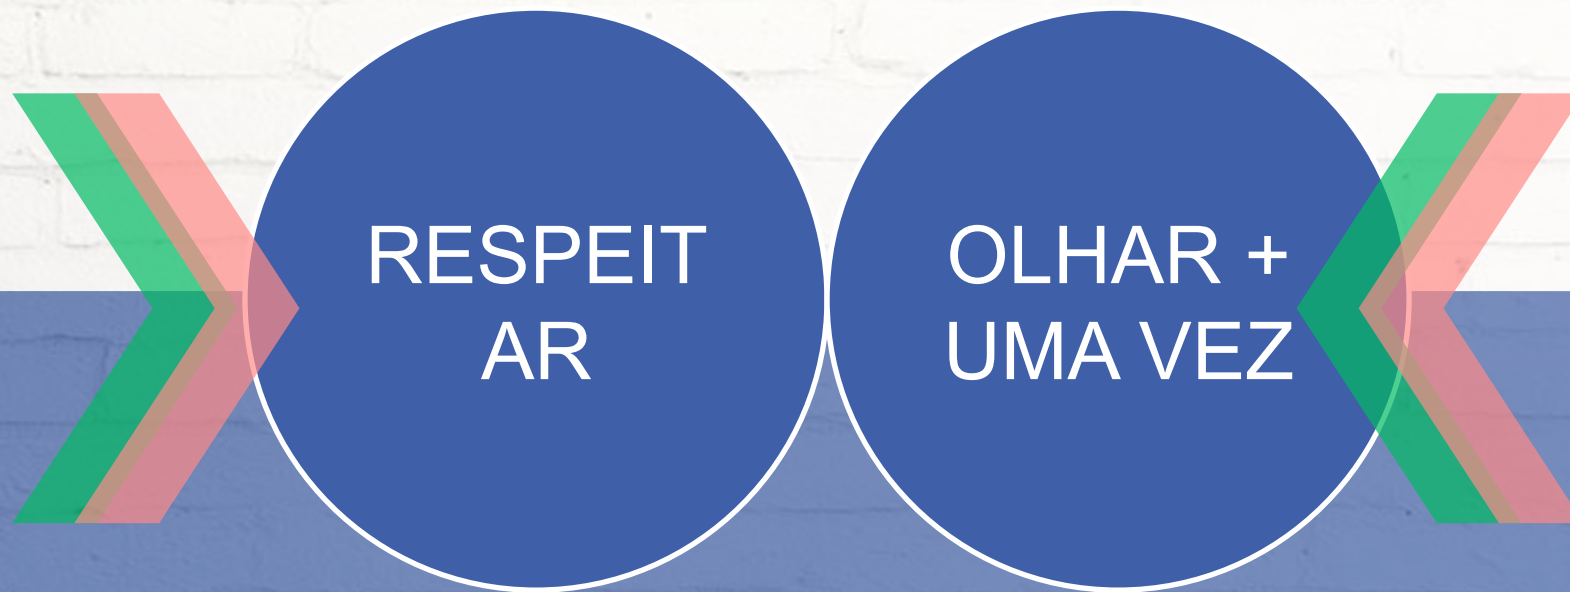 RESPEIT
AR
OLHAR +
UMA VEZ